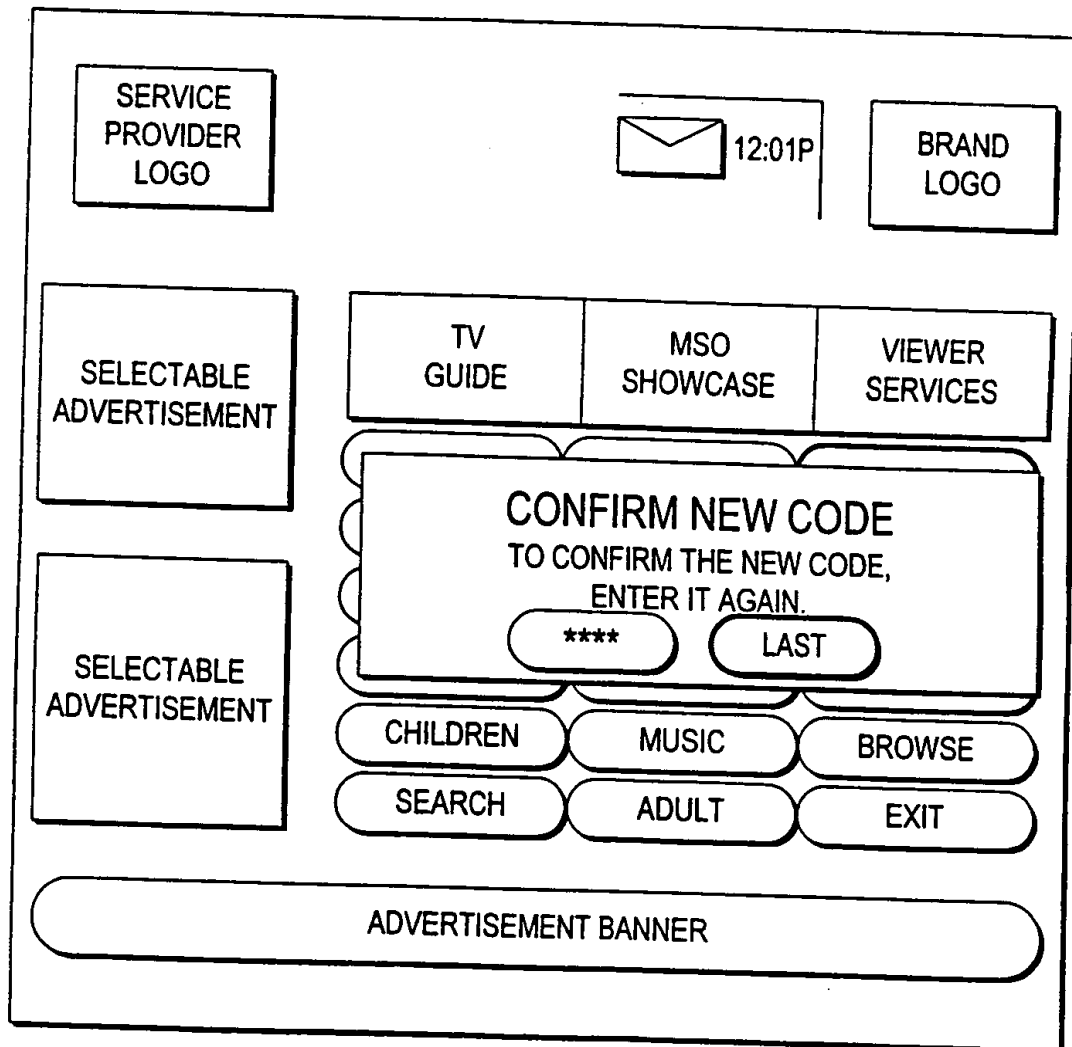 SERVICE
PROVIDER
LOGO
12:01P
BRAND
LOGO
SELECTABLE
ADVERTISEMENT
TV
GUIDE
MSO
SHOWCASE
VIEWER
SERVICES
CONFIRM NEW CODE
TO CONFIRM THE NEW CODE,
ENTER IT AGAIN.
****
LAST
SELECTABLE
ADVERTISEMENT
CHILDREN
MUSIC
BROWSE
SEARCH
ADULT
EXIT
ADVERTISEMENT BANNER